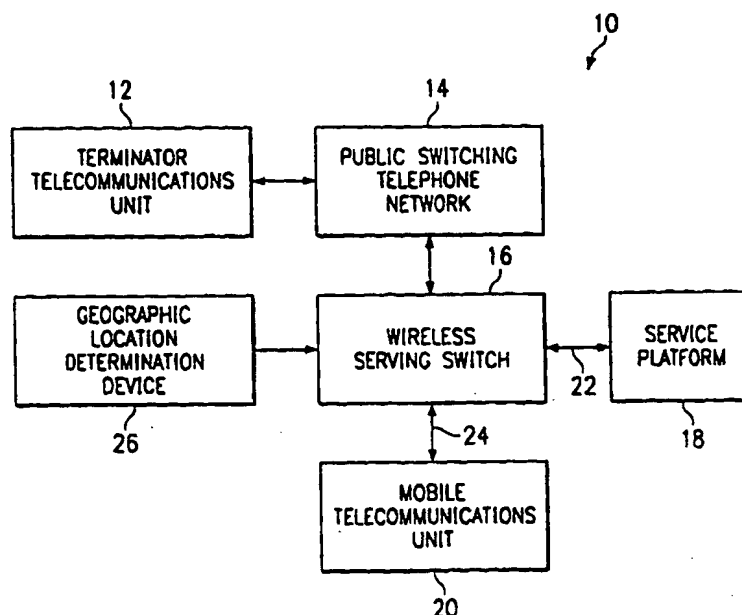 10
12
14
TERMINATOR
TELECOMMUNICATIONS
UNIT
PUBLIC SWITCHING
TELEPHONE
NETWORK
16
GEOGRAPHIC
LOCATION
DETERMINATION
DEVICE
WIRELESS
SERVING SWITCH
SERVICE
PLATFORM
22
26
24
18
MOBILE
TELECOMMUNICATIONS
UNIT
20